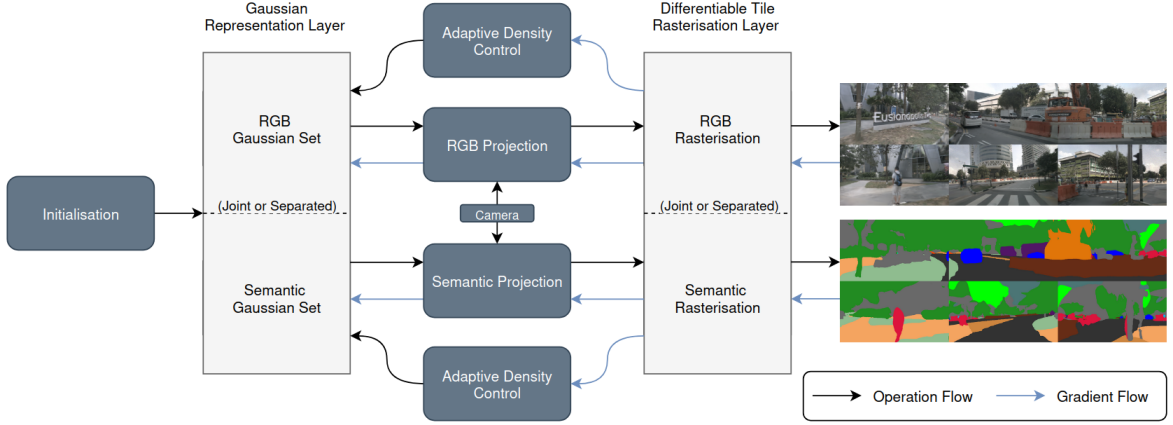 Gaussian
Representation Layer
Adaptive Density
Control
Differentiable Tile
Rasterisation Layer
RGB
Gaussian Set
RGB Projection
RGB
Rasterisation
Initialisation
(Joint or Separated)
Camera
(Joint or Separated)
Semantic
Gaussian Set
Semantic Projection
Semantic
Rasterisation
Adaptive Density
Control
Operation Flow
Gradient Flow